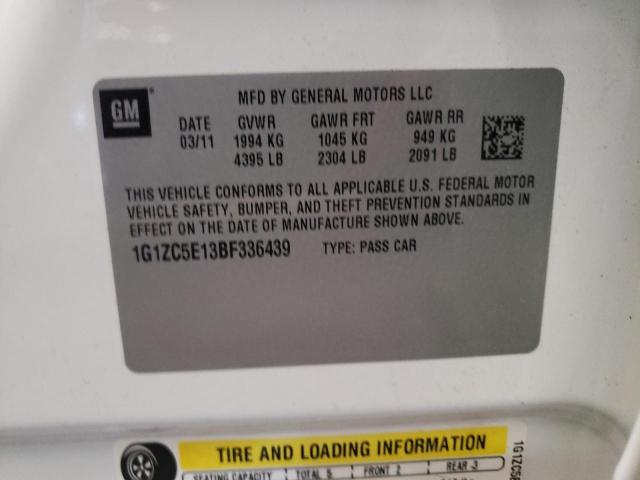 GM
MFD BY GENERAL MOTORS LLC
DATE GVWR GAWR FRT GAWR RR
03/11 1994 KG 1045 KG 949 KG
4395 LB 2304 LB 2091 LB
THIS VEHICLE CONFORMS TO ALL APPLICABLE U.S. FEDERAL MOTOR
VEHICLE SAFETY, BUMPER, AND THEFT PREVENTION STANDARDS IN
EFFECT ON THE DATE OF MANUFACTURE SHOWN ABOVE.
1G1ZC5E13BF336439 TYPE: PASS CAR
TIRE AND LOADING INFORMATION
SEATING CAPACITY TOTAL 5 FRONT 2 REAR 3